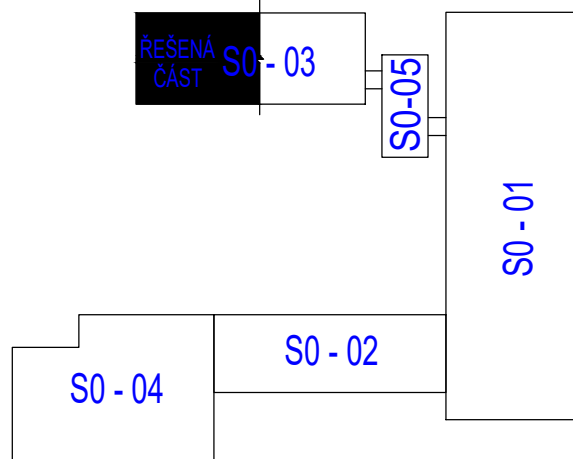 ŘEŠENÁ
ČÁST
S0 - 03
S0-05
S0 - 01
S0 - 02
S0 - 04